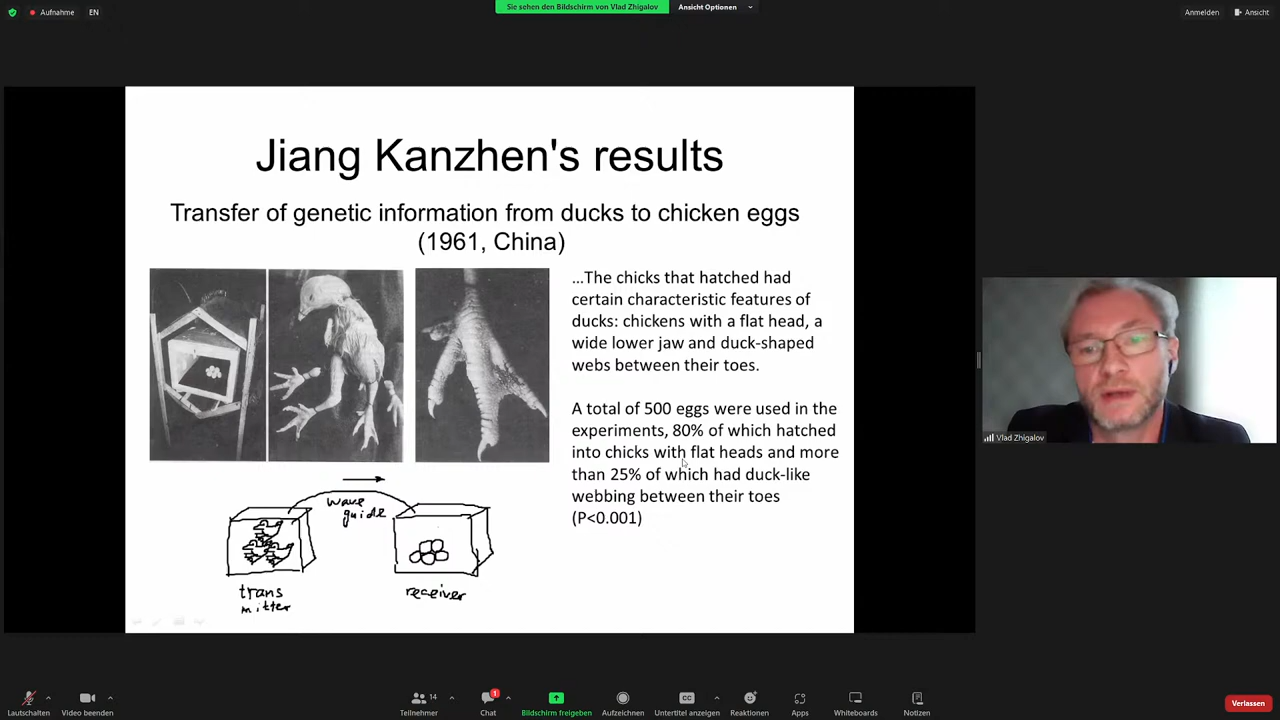 Sie sehen den Bildschirm von Vlad Zhigalov
Ansicht Optionen
Aufnahme
EN
Anmelden
Ansicht
Jiang Kanzhen's results
Transfer of genetic information from ducks to chicken eggs
(1961, China)
...The chicks that hatched had
certain characteristic features of
ducks: chickens with a flat head, a
wide lower jaw and duck-shaped
webs between their toes.
A total of 500 eggs were used in the
experiments, 80% of which hatched
into chicks with flat heads and more
than 25% of which had duck-like
webbing between their toes
(P<0.001)
wave
guide
trans
mitter
receiver
Vlad Zhigalov
Lautschalten
Video beenden
14
Teilnehmer
1
Chat
Bildschirm freigeben
Aufzeichnen
CC
Untertitel anzeigen
Reaktionen
Apps
Whiteboards
Notizen
Verlassen